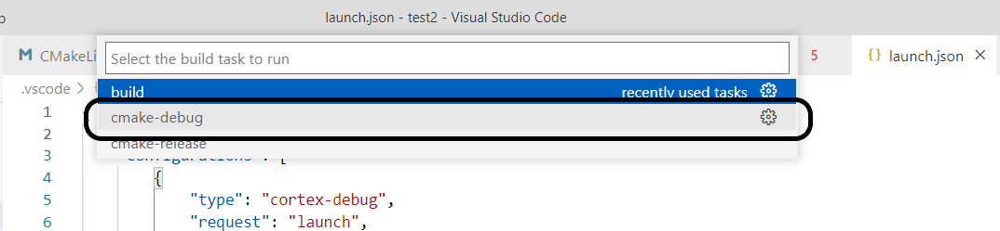 launch.json - test2 - Visual Studio Code
CMakeLi
5
{} launch.json
Select the build task to run
.vscode >
build recently used tasks
1
cmake-debug
2
cmake-release
3
4 {
5 "type": "cortex-debug",
6 "request": "launch",